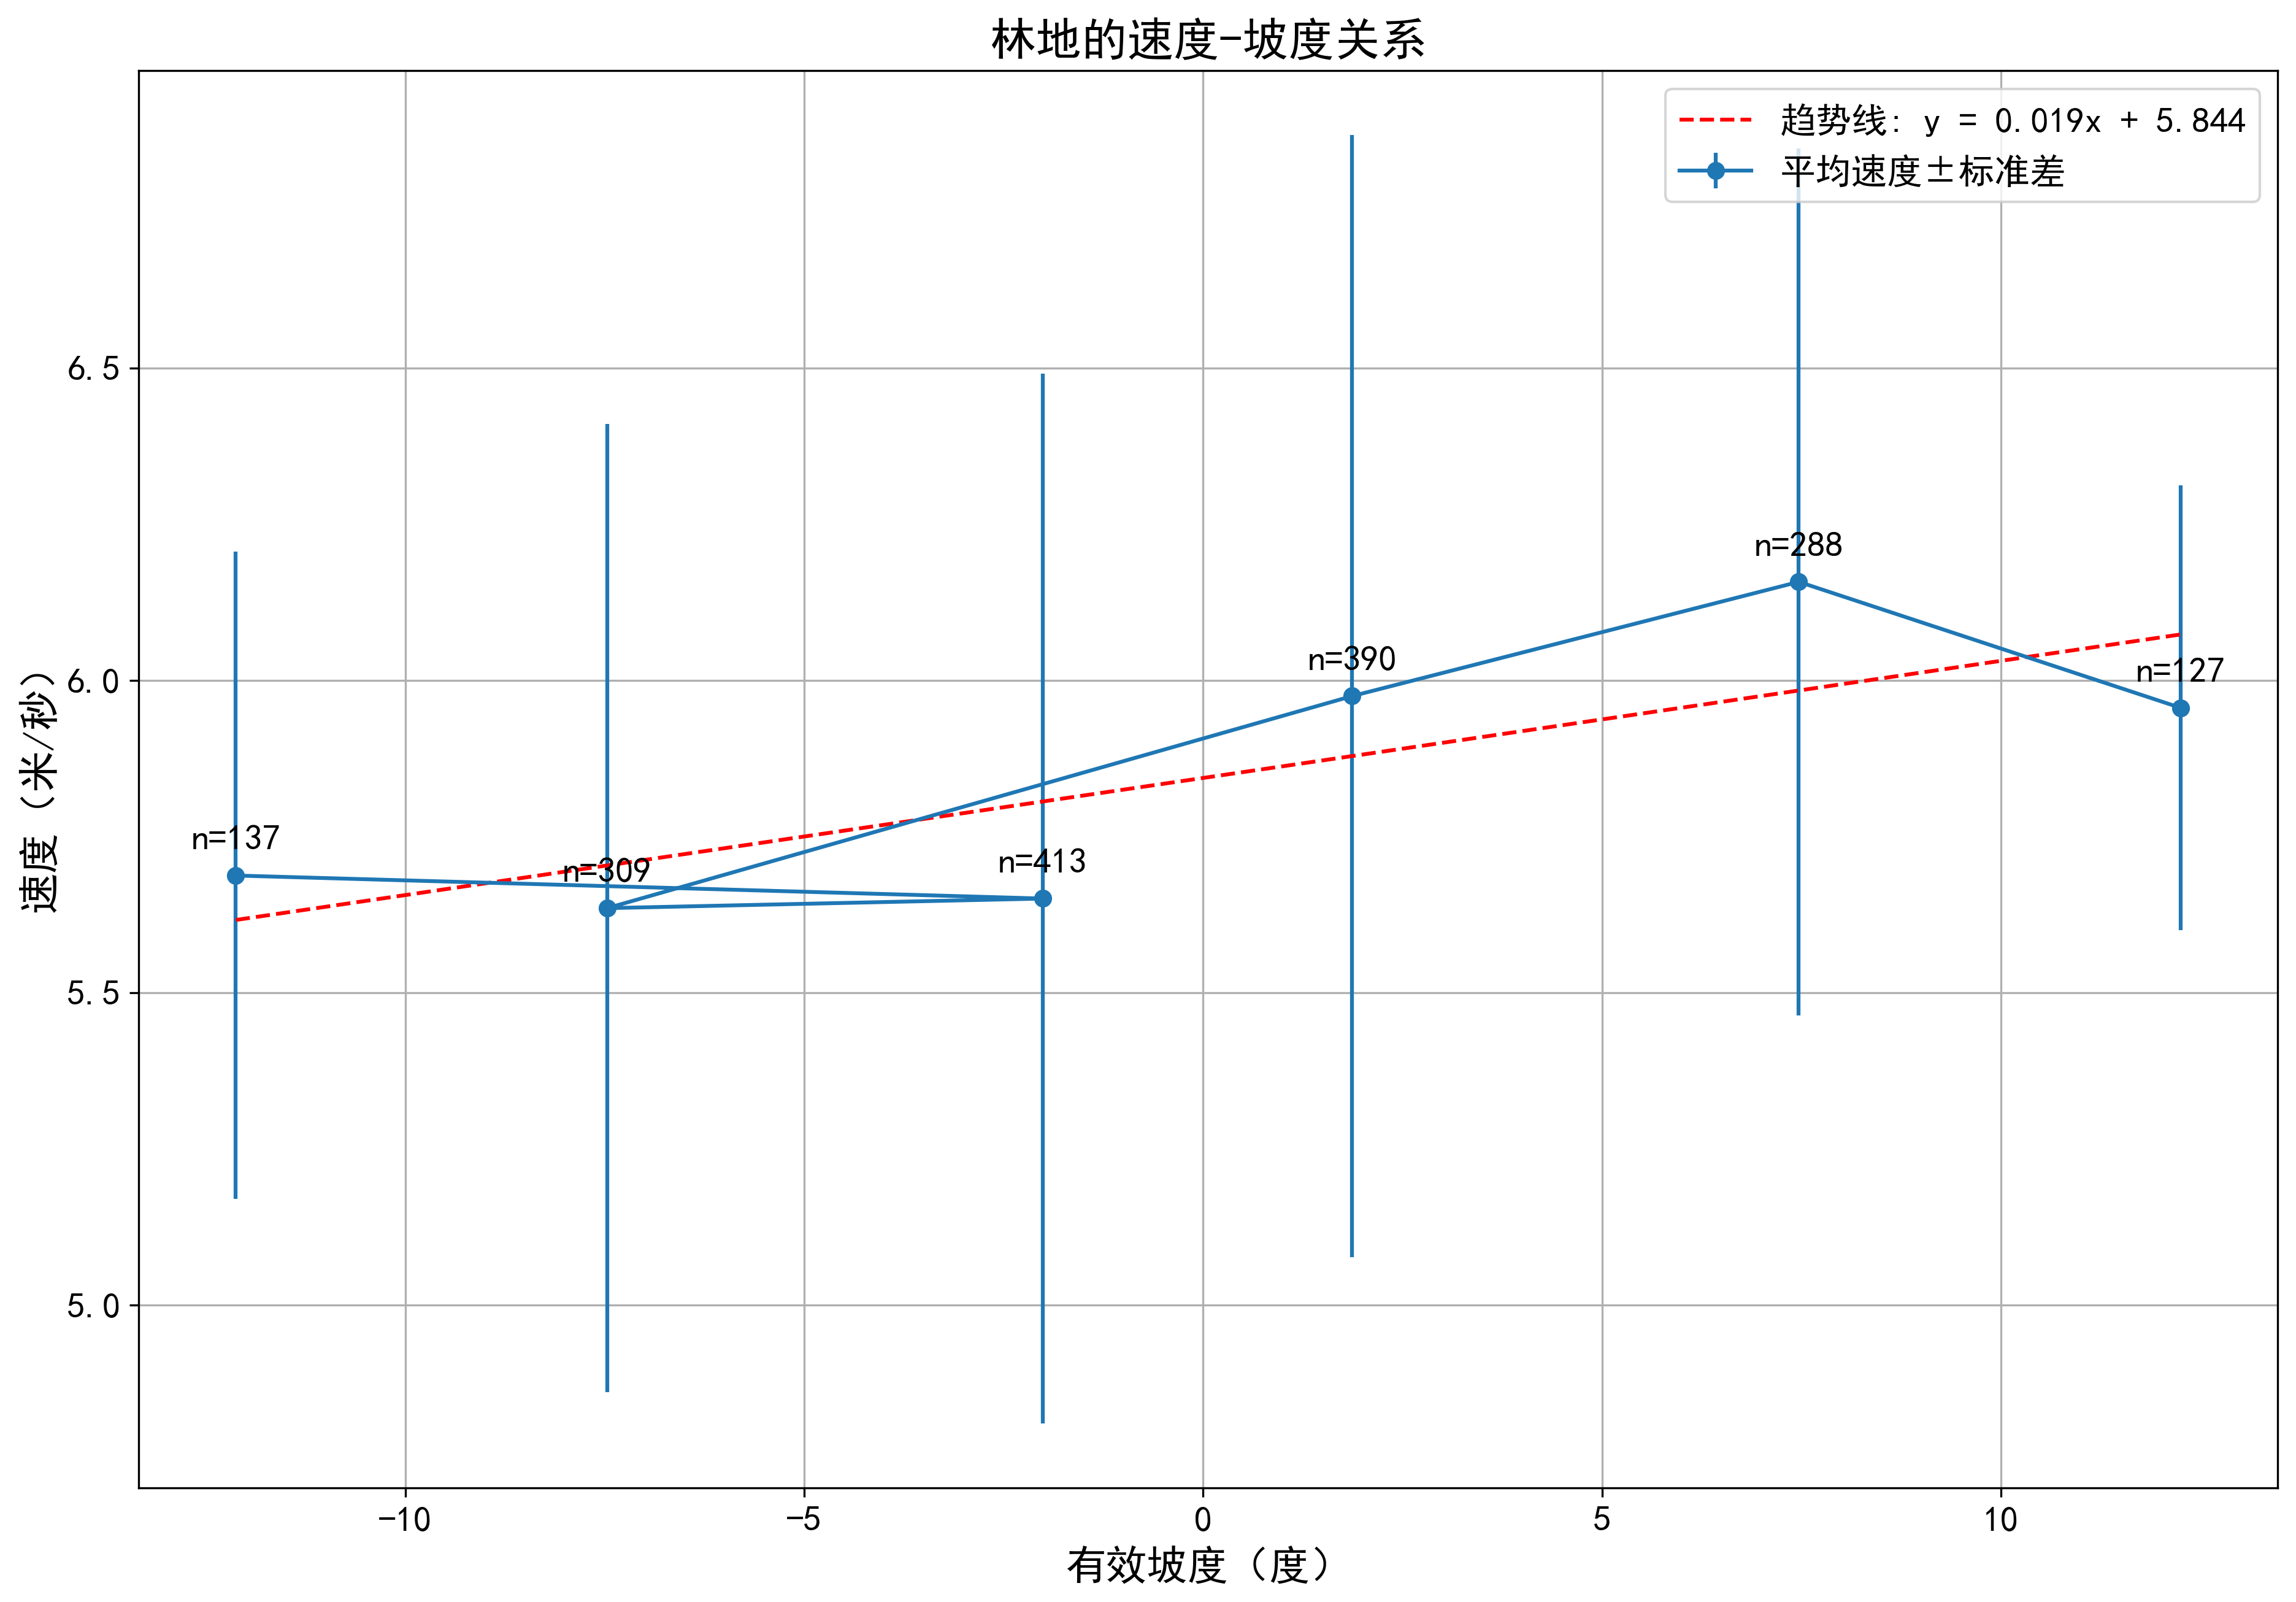 林地的速度-坡度关系
趋势线: y = 0.019x + 5.844
平均速度±标准差
速度（米/秒）
6.5
6.0
5.5
5.0
n=137
n=309
n=413
n=390
n=288
n=127
−10
−5
0
5
10
有效坡度（度）